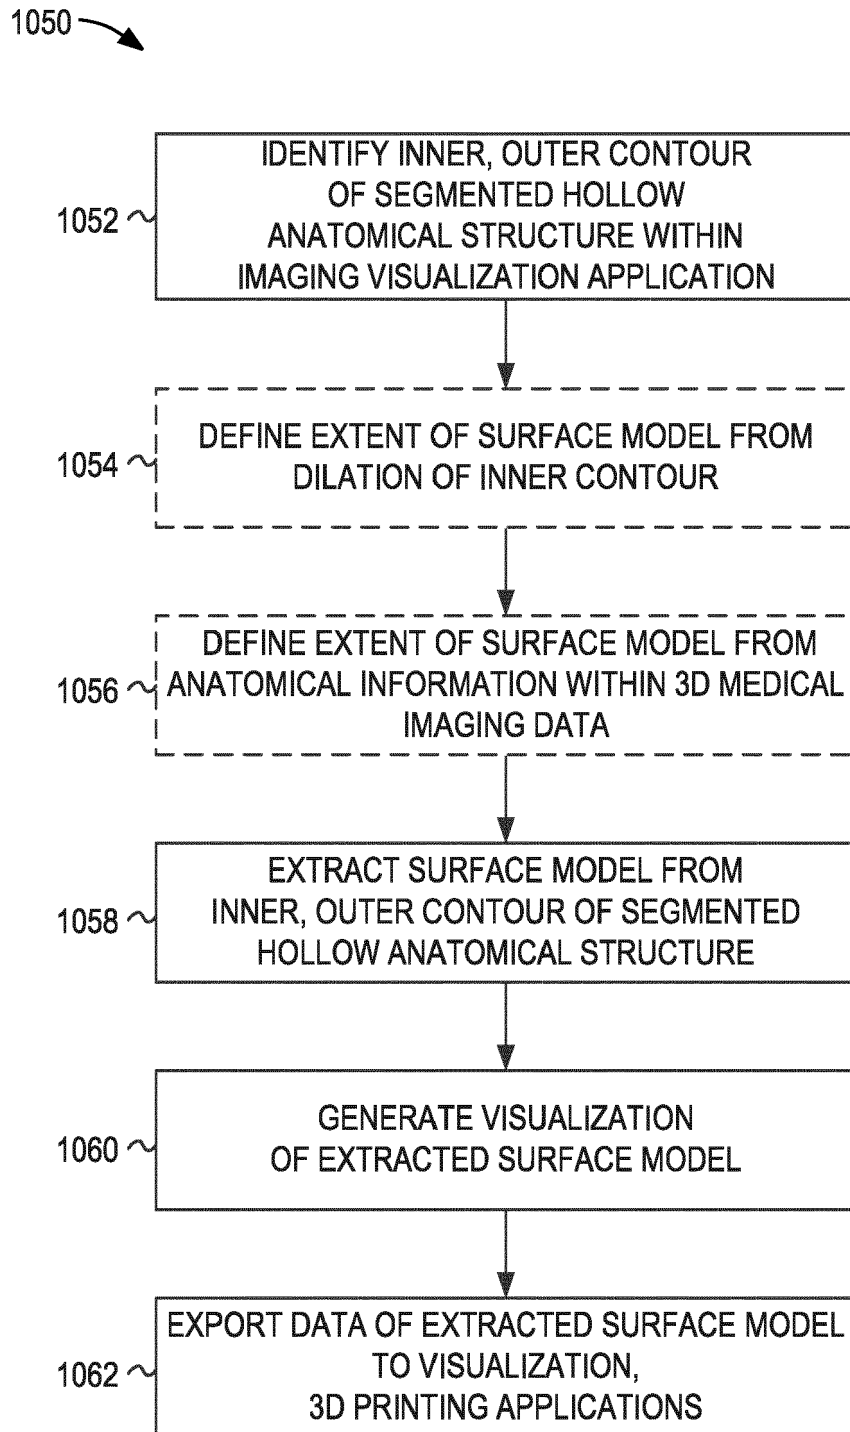 1050
IDENTIFY INNER, OUTER CONTOUR
OF SEGMENTED HOLLOW
ANATOMICAL STRUCTURE WITHIN
IMAGING VISUALIZATION APPLICATION
1052
DEFINE EXTENT OF SURFACE MODEL FROM
DILATION OF INNER CONTOUR
1054
DEFINE EXTENT OF SURFACE MODEL FROM
ANATOMICAL INFORMATION WITHIN 3D MEDICAL
IMAGING DATA
1056
EXTRACT SURFACE MODEL FROM
INNER, OUTER CONTOUR OF SEGMENTED
HOLLOW ANATOMICAL STRUCTURE
1058
GENERATE VISUALIZATION
OF EXTRACTED SURFACE MODEL
1060
EXPORT DATA OF EXTRACTED SURFACE MODEL
TO VISUALIZATION,
3D PRINTING APPLICATIONS
1062